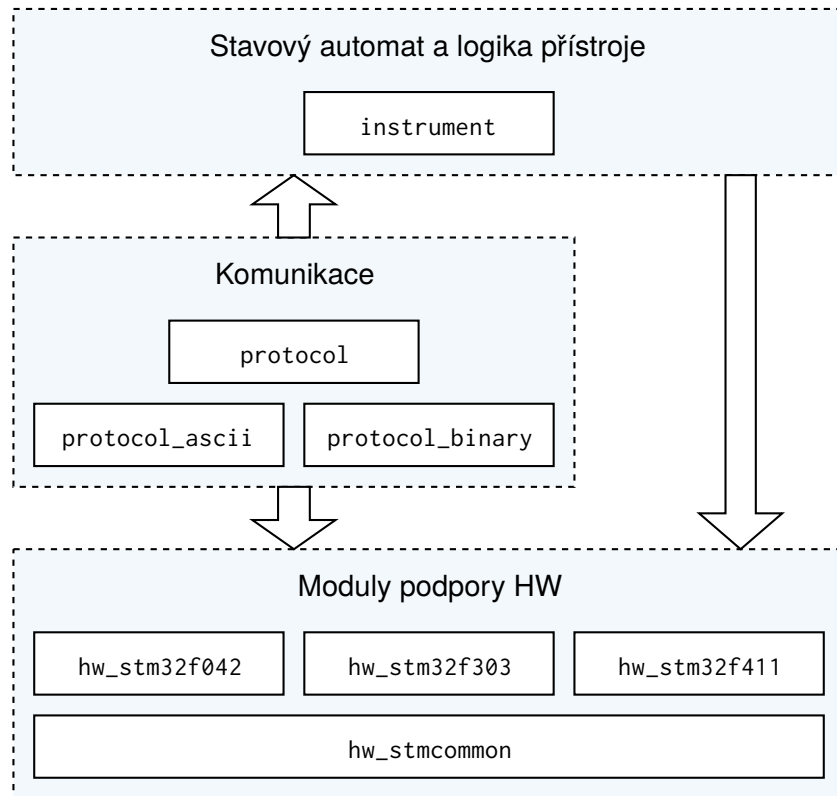 Stavový automat a logika přístroje
instrument
Komunikace
protocol
protocol_ascii
protocol_binary
Moduly podpory HW
hw_stm32f042
hw_stm32f303
hw_stm32f411
hw_stmcommon